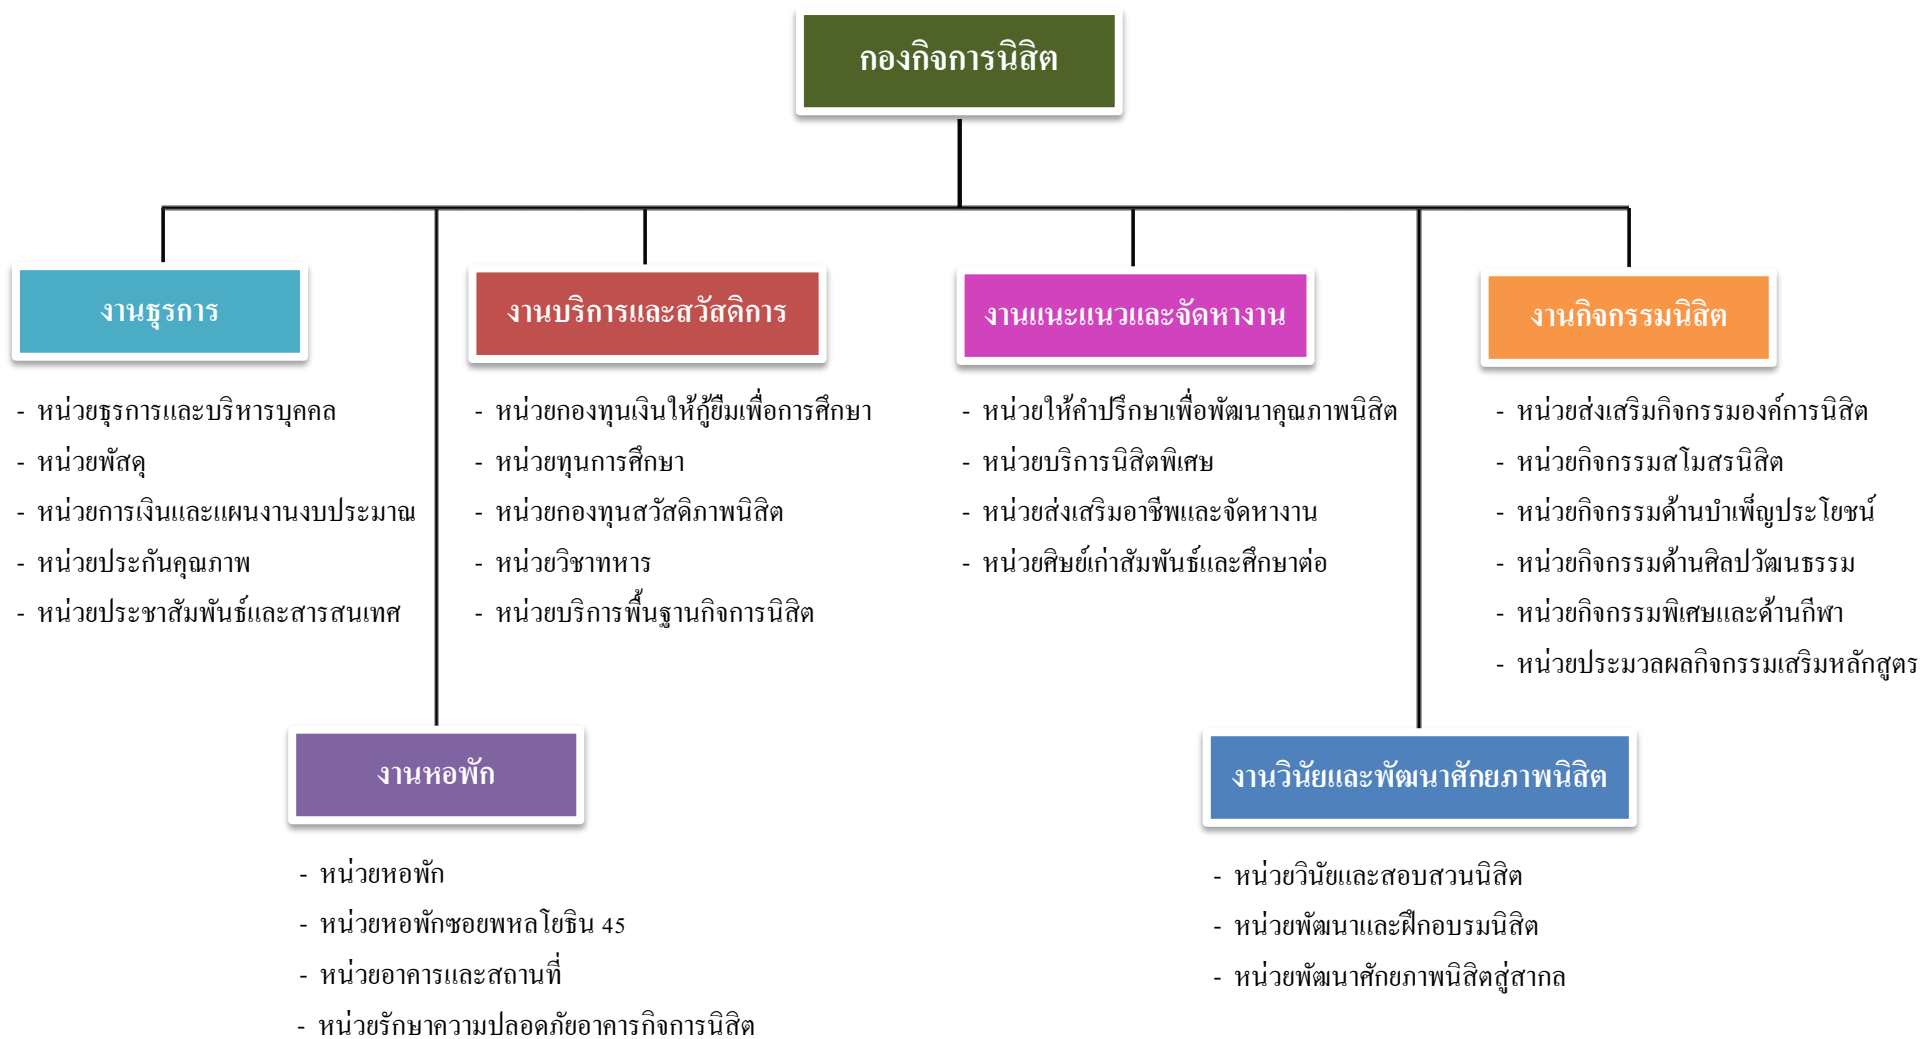 กองกิจการนิสิต
งานธุรการ
- หน่วยธุรการและบริหารบุคคล
- หน่วยพัสดุ
- หน่วยการเงินและแผนงานงบประมาณ
- หน่วยประกันคุณภาพ
- หน่วยประชาสัมพันธ์และสารสนเทศ
งานบริการและสวัสดิการ
- หน่วยกองทุนเงินให้กู้ยืมเพื่อการศึกษา
- หน่วยทุนการศึกษา
- หน่วยกองทุนสวัสดิภาพนิสิต
- หน่วยวิชาทหาร
- หน่วยบริการพื้นฐานกิจการนิสิต
งานแนะแนวและจัดหางาน
- หน่วยให้คำปรึกษาเพื่อพัฒนาคุณภาพนิสิต
- หน่วยบริการนิสิตพิเศษ
- หน่วยส่งเสริมอาชีพและจัดหางาน
- หน่วยศิษย์เก่าสัมพันธ์และศึกษาต่อ
งานกิจกรรมนิสิต
- หน่วยส่งเสริมกิจกรรมองค์การนิสิต
- หน่วยกิจกรรมสโมสรนิสิต
- หน่วยกิจกรรมด้านบำเพ็ญประโยชน์
- หน่วยกิจกรรมด้านศิลปวัฒนธรรม
- หน่วยกิจกรรมพิเศษและด้านกีฬา
- หน่วยประมวลผลกิจกรรมเสริมหลักสูตร
งานหอพัก
- หน่วยหอพัก
- หน่วยหอพักซอยพหลโยธิน 45
- หน่วยอาคารและสถานที่
- หน่วยรักษาความปลอดภัยอาคารกิจการนิสิต
งานวินัยและพัฒนาศักยภาพนิสิต
- หน่วยวินัยและสอบสวนนิสิต
- หน่วยพัฒนาและฝึกอบรมนิสิต
- หน่วยพัฒนาศักยภาพนิสิตสู่สากล